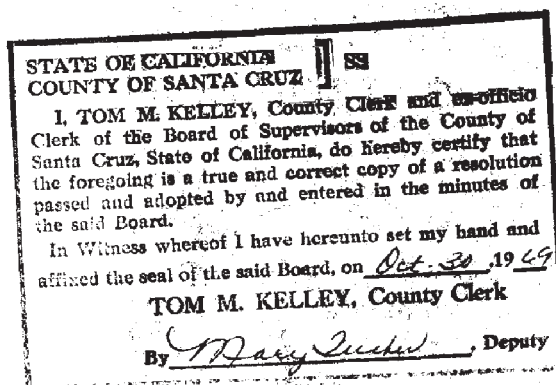 STATE OF CALIFORNIA ] SS
COUNTY OF SANTA CRUZ
I, TOM M. KELLEY, County Clerk and ex-officio
Clerk of the Board of Supervisors of the County of
Santa Cruz, State of California, do hereby certify that
the foregoing is a true and correct copy of a resolution
passed and adopted by and entered in the minutes of
the said Board.
In Witness whereof I have hereunto set my hand and
affixed the seal of the said Board, on Oct. 30, 1969
TOM M. KELLEY, County Clerk
By Mary Tucker, Deputy